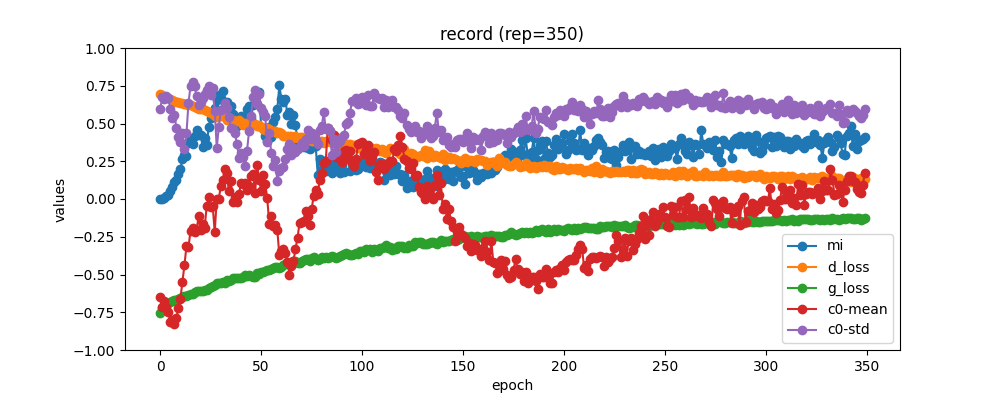 record (rep=350)
1.00
0.75
0.50
0.25
0.00
−0.25
−0.50
−0.75
−1.00
values
0 50 100 150 200 250 300 350
epoch
mi
d_loss
g_loss
c0-mean
c0-std